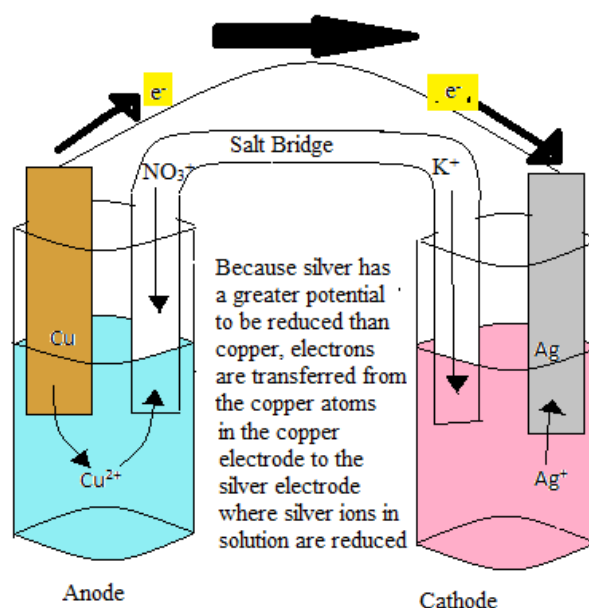 e-
e-
Salt Bridge
NO₃⁺
K⁺
Because silver has
a greater potential
to be reduced than
copper, electrons
are transferred from
the copper atoms
in the copper
electrode to the
silver electrode
where silver ions in
solution are reduced
Cu
Ag
Cu²⁺
Ag⁺
Anode
Cathode